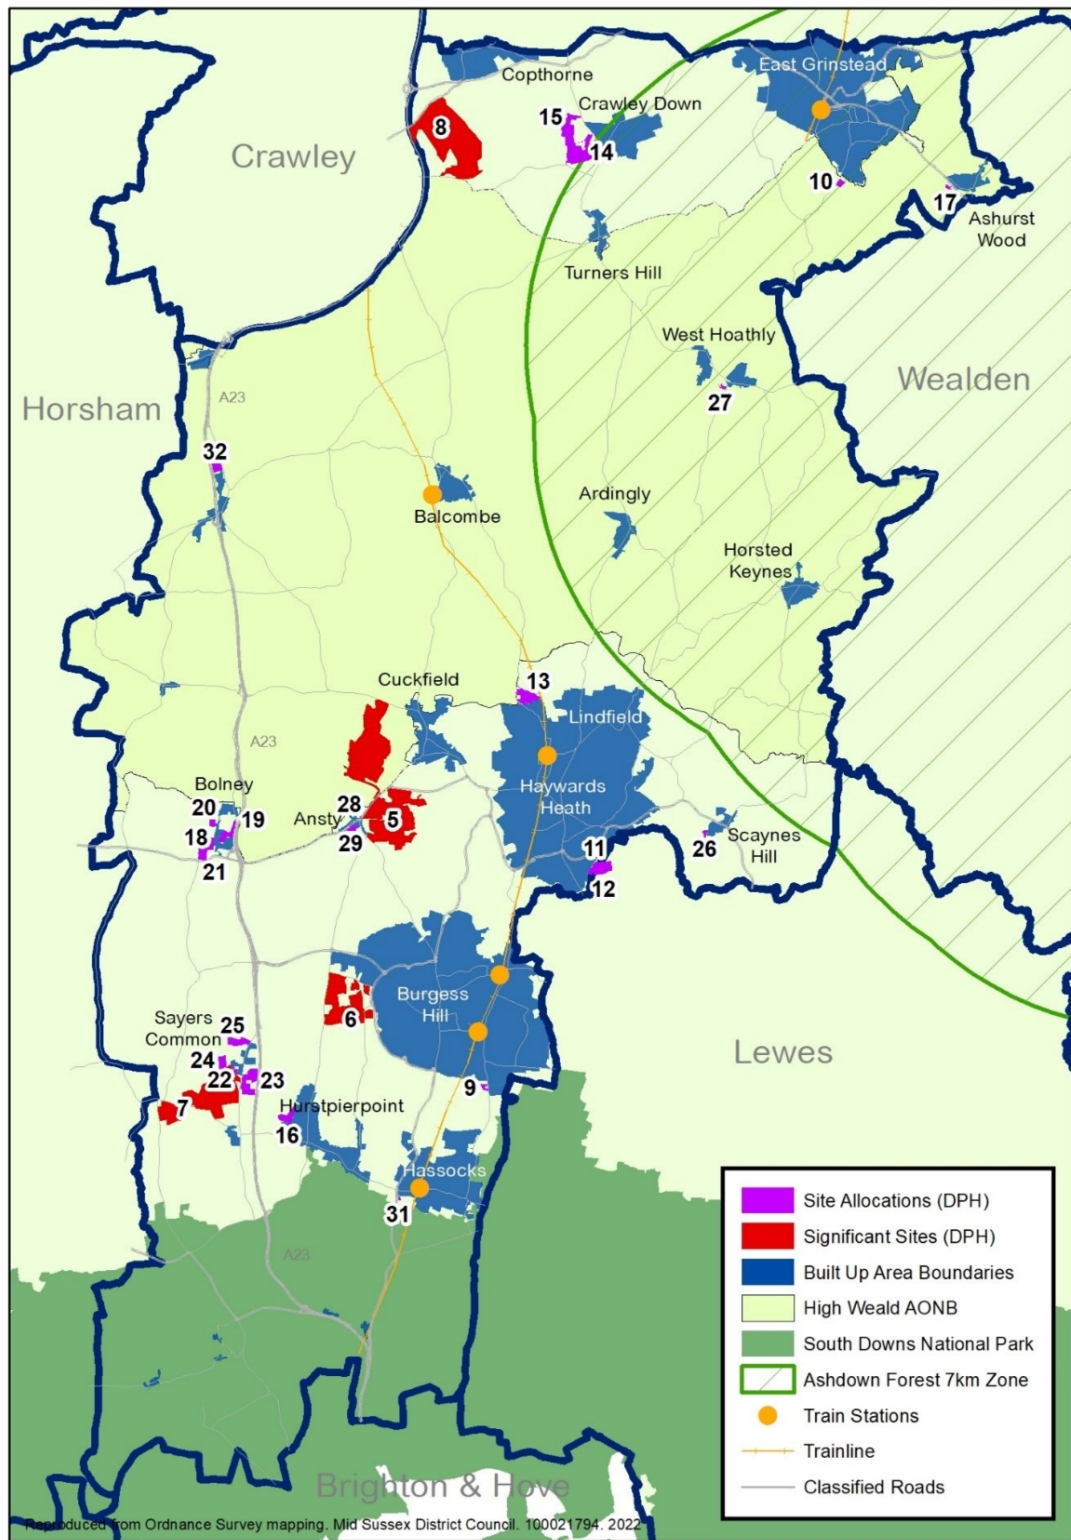 East Grinstead
Copthorne
Crawley Down
15
8
14
Crawley
10
17
Ashurst
Wood
Turners Hill
West Hoathly
Wealden
A23
Horsham
27
32
Ardingly
Balcombe
Horsted
Keynes
Cuckfield
13
Lindfield
A23
Haywards
Heath
Bolney
20
19
28
Ansty
5
18
29
21
11
26
Scaynes
Hill
12
Burgess
Hill
6
Sayers
Common
25
24
22
23
7
9
Lewes
Hurstpierpoint
16
Hassocks
31
A23
Site Allocations (DPH)
Significant Sites (DPH)
Built Up Area Boundaries
High Weald AONB
South Downs National Park
Ashdown Forest 7km Zone
Train Stations
Trainline
Classified Roads
Brighton & Hove
Reproduced from Ordnance Survey mapping. Mid Sussex District Council. 100021794. 2022